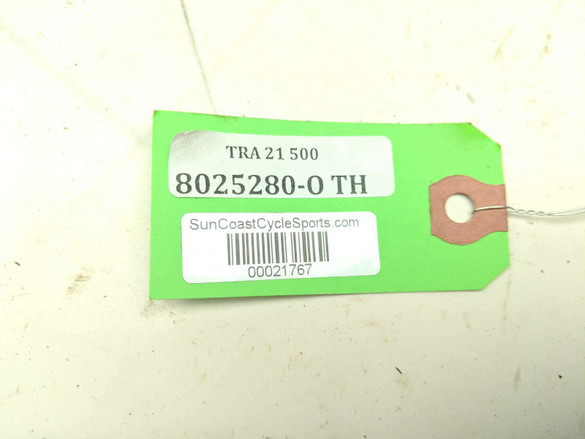 TRA 21 500
8025280-O TH
SunCoastCycleSports.com
00021767